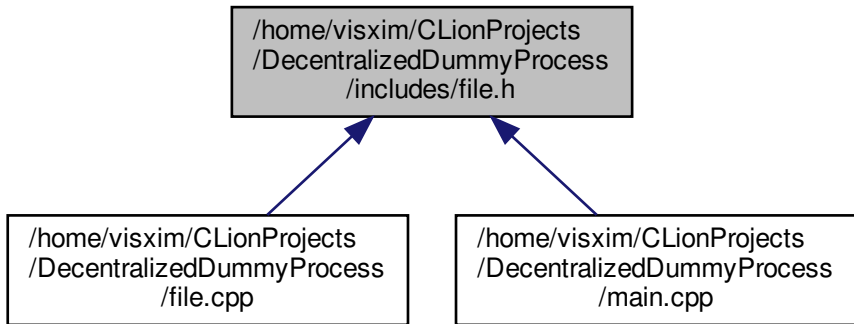 /home/visxim/CLionProjects
/DecentralizedDummyProcess
/includes/file.h
/home/visxim/CLionProjects
/DecentralizedDummyProcess
/file.cpp
/home/visxim/CLionProjects
/DecentralizedDummyProcess
/main.cpp